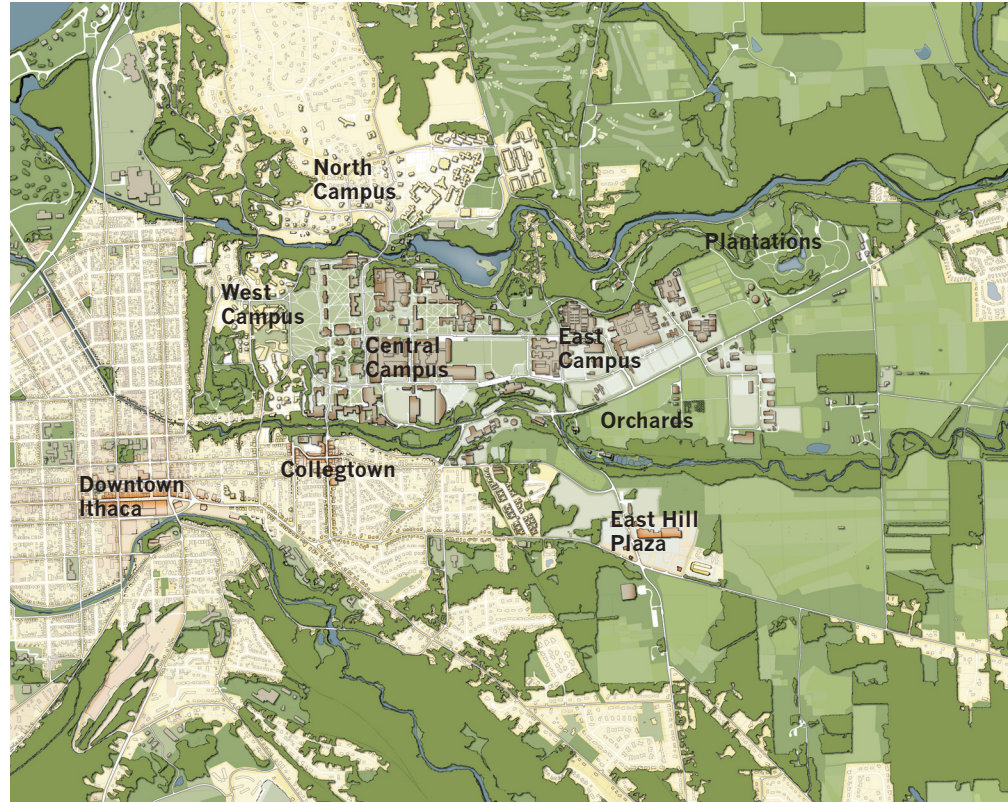 North
Campus
Plantations
West
Campus
Central
Campus
East
Campus
Orchards
Collegtown
Downtown
Ithaca
East Hill
Plaza